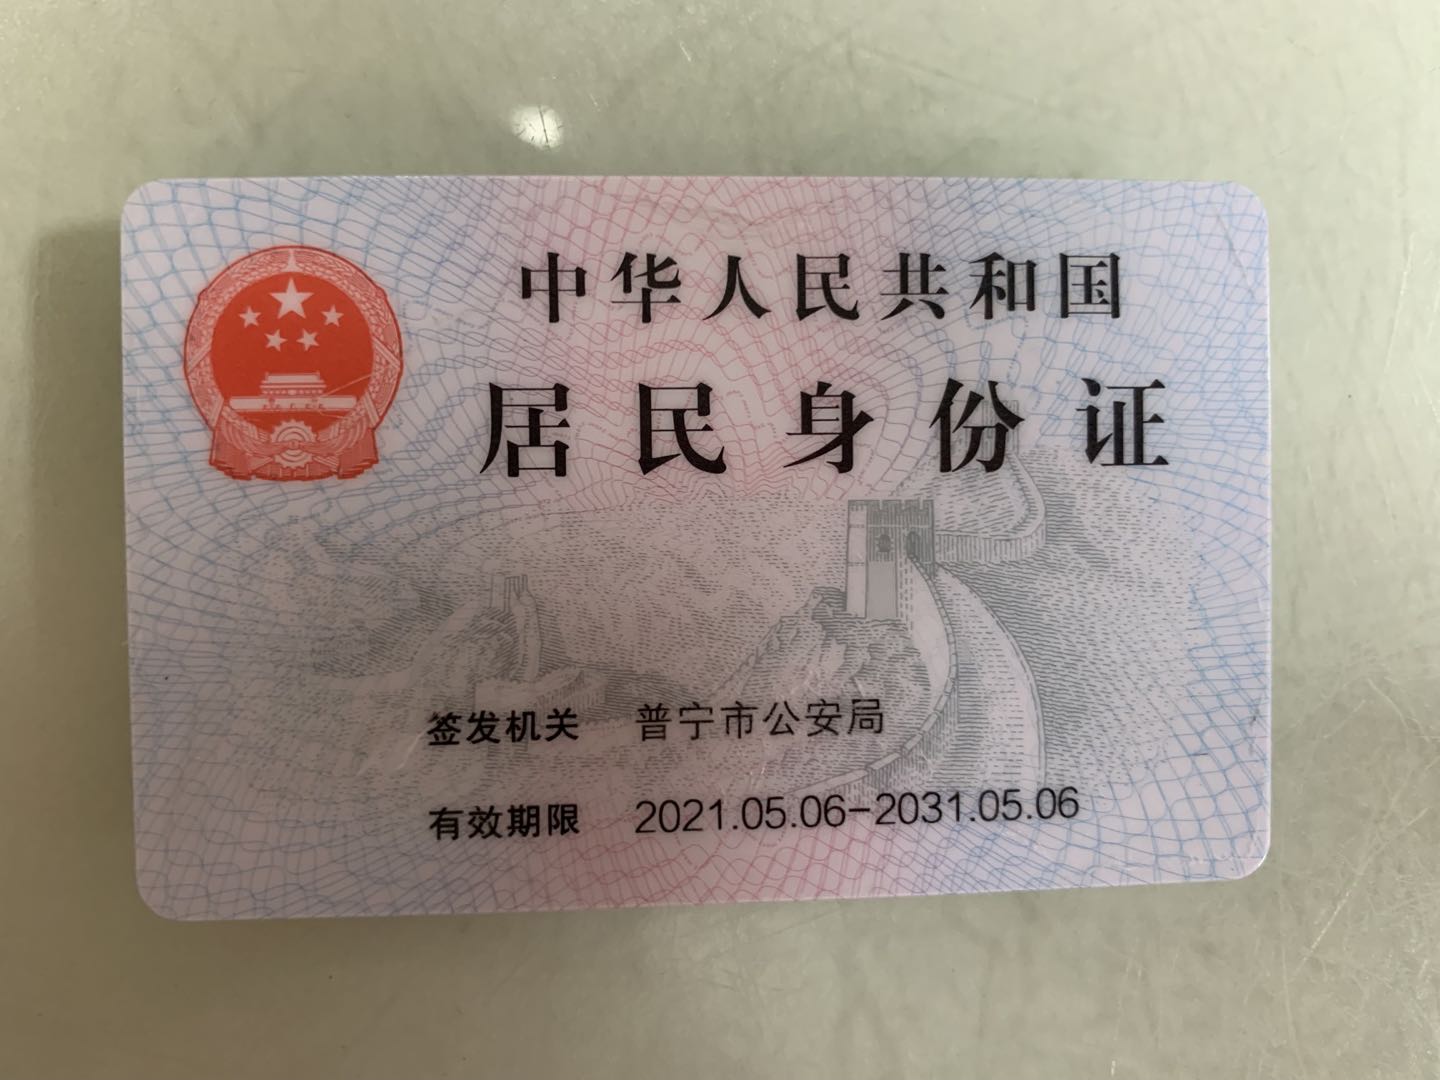 中华人民共和国
居民身份证
签发机关 普宁市公安局
有效期限 2021.05.06-2031.05.06